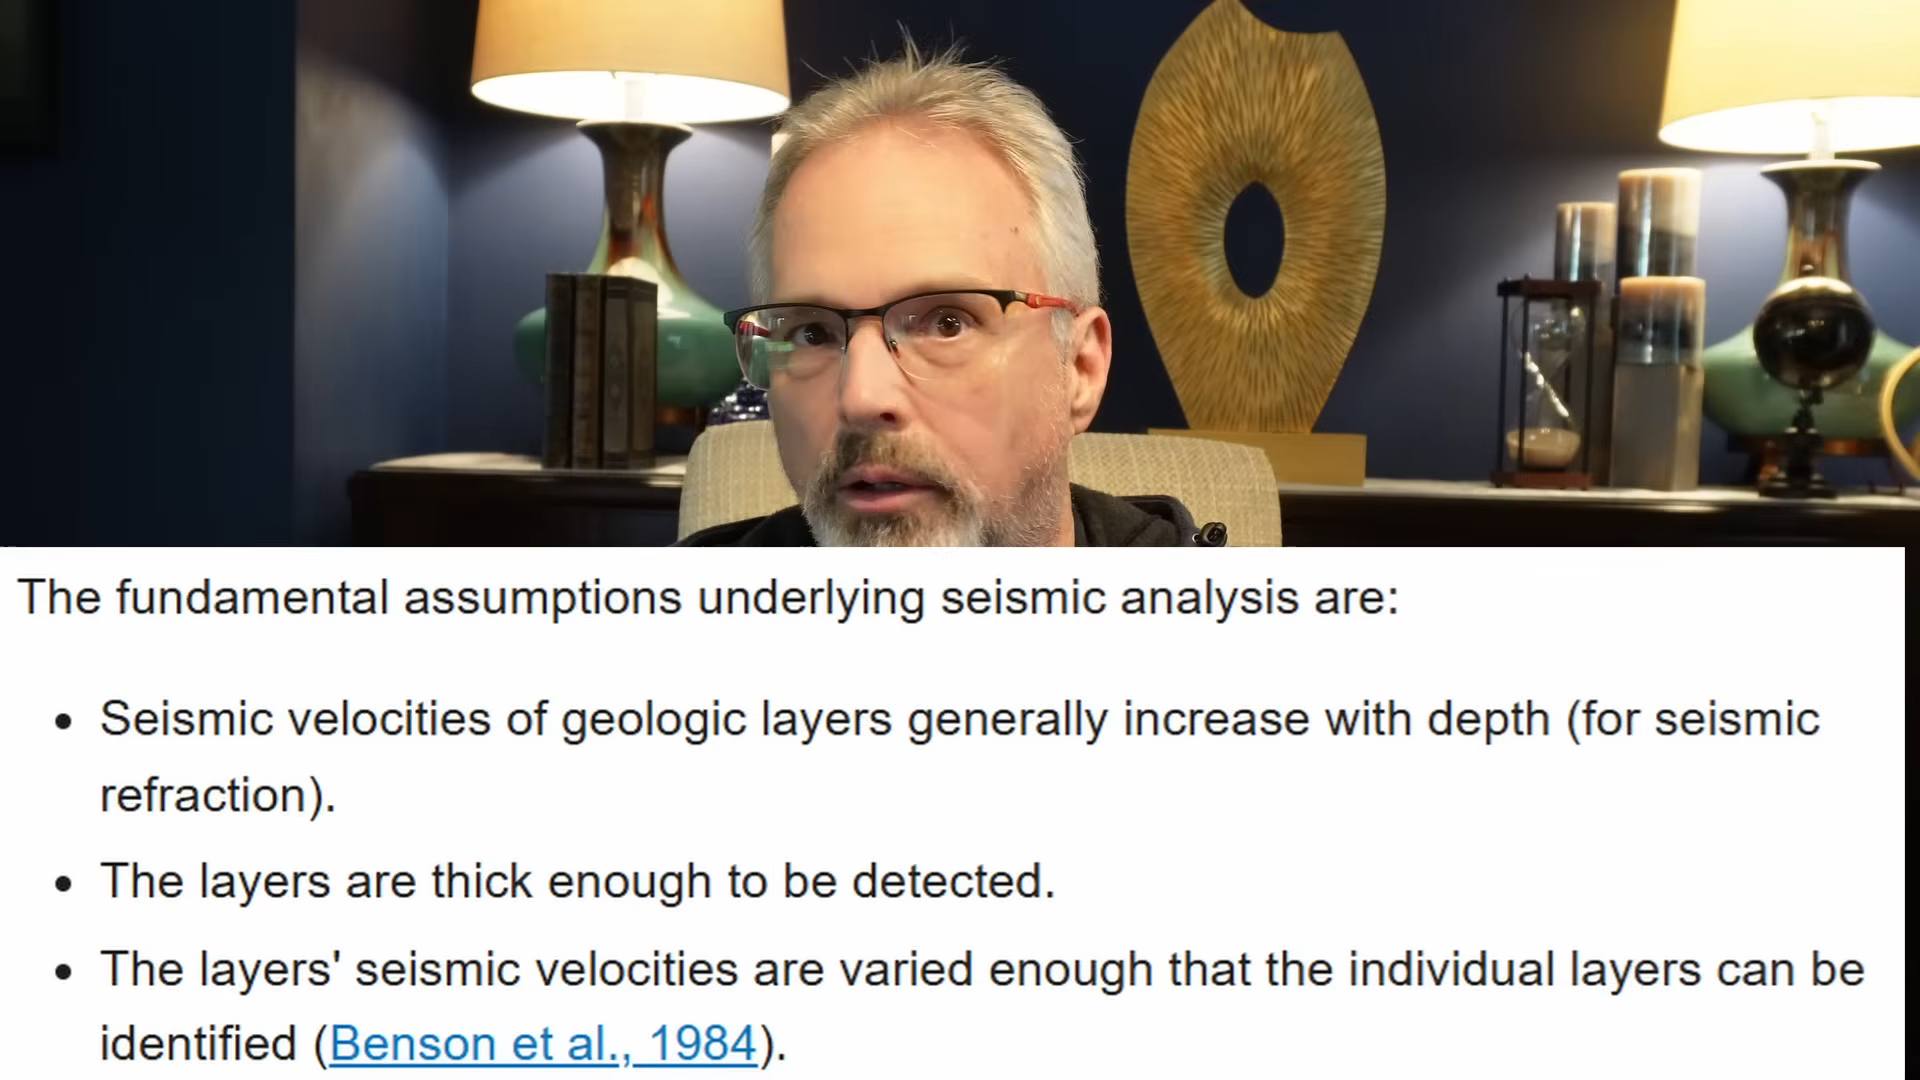 The fundamental assumptions underlying seismic analysis are:
• Seismic velocities of geologic layers generally increase with depth (for seismic
refraction).
• The layers are thick enough to be detected.
• The layers' seismic velocities are varied enough that the individual layers can be
identified (Benson et al., 1984).